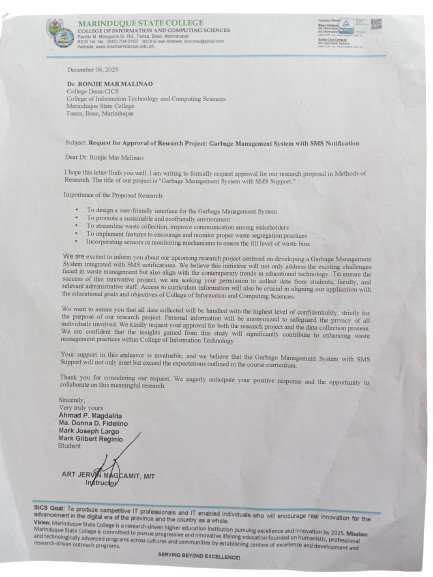 MARINDUQUE STATE COLLEGE
COLLEGE OF INFORMATION AND COMPUTING SCIENCES
December 06, 2023
Dr. RONJIE MAR MALINAO
College Dean-CICS
College of Information Technology and Computing Sciences
Marinduque State College
Tanza, Boac, Marinduque
Subject: Request for Approval of Research Project: Garbage Management System with SMS Notification
Dear Dr. Ronjie Mar Malinao
I hope this letter finds you well. I am writing to formally request approval for our research proposal in Methods of
Research. The title of our project is "Garbage Management System with SMS Support."
Importance of the Proposed Research
• To design a user-friendly interface for the Garbage Management System.
• To promote a sustainable and ecofriendly environment
• To streamline waste collection, improve communication among stakeholders
• To implement features to encourage and monitor proper waste segregation practices
• Incorporating sensors or monitoring mechanisms to assess the fill level of waste bins.
We are excited to inform you about our upcoming research project centered on developing a Garbage Management
System integrated with SMS notifications. We believe this initiative will not only address the existing challenges
faced in waste management but also align with the contemporary trends in educational technology. To ensure the
success of this innovative project, we are seeking your permission to collect data from students, faculty, and
relevant administrative staff. Access to curriculum information will also be crucial in aligning our application with
the educational goals and objectives of College of Information and Computing Sciences.
We want to assure you that all data collected will be handled with the highest level of confidentiality, strictly for
the purpose of our research project. Personal information will be anonymized to safeguard the privacy of all
individuals involved. We kindly request your approval for both the research project and the data collection process.
We are confident that the insights gained from this study will significantly contribute to enhancing waste
management practices within College of Information Technology
Your support in this endeavor is invaluable, and we believe that the Garbage Management System with SMS
Support will not only meet but exceed the expectations outlined in the course curriculum.
Thank you for considering our request. We eagerly anticipate your positive response and the opportunity to
collaborate on this meaningful research.
Sincerely,
Very truly yours
Ahmad P. Magdalita
Ma. Donna D. Fidelino
Mark Joseph Largo
Mark Gilbert Reginio
Student
ART JERVIN MAGCAMIT, MIT
Instructor
SICS Goal: To produce competitive IT professionals and IT enabled individuals who will encourage real innovation for the
advancement in the digital era of the province and the country as a whole.
Vision: Marinduque State College is a research-driven higher education institution pursuing excellence and innovation by 2025. Mission:
Marinduque State College is committed to pursue progressive and innovative lifelong education founded on humanistic, professional
and technologically advanced programs across cultures and communities by establishing centres of excellence and development and
research-driven outreach programs.
SERVING BEYOND EXCELLENCE!